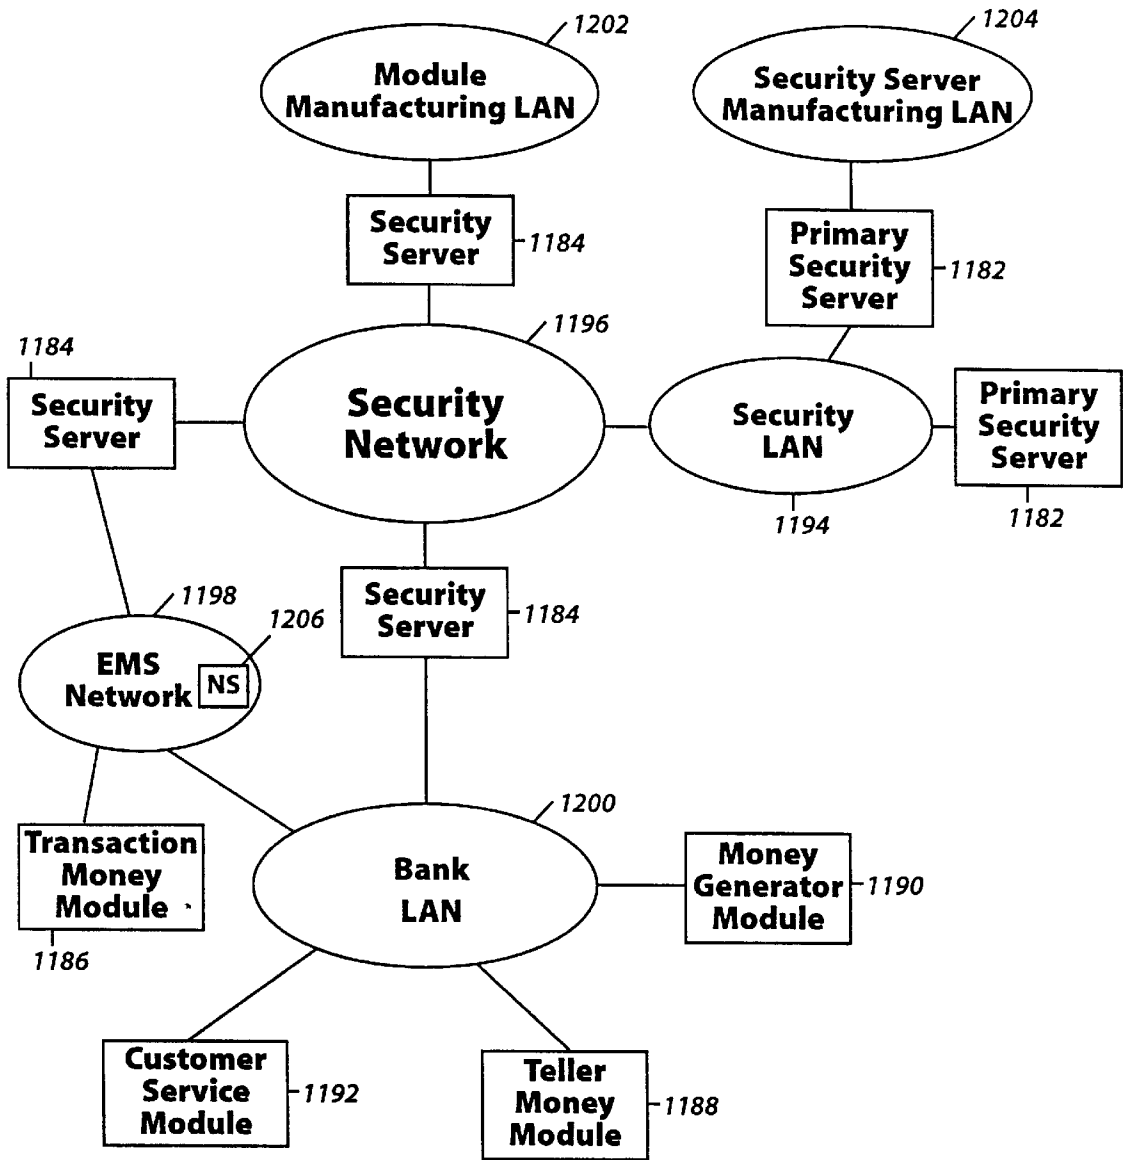 1202
Module
Manufacturing LAN
1204
Security Server
Manufacturing LAN
Security
Server
1184
Primary
Security
Server
1182
1196
Security
Network
1184
Security
Server
Security
LAN
1194
Primary
Security
Server
1182
Security
Server
1184
1198
1206
EMS
Network
NS
1200
Bank
LAN
Transaction
Money
Module
1186
Money
Generator
Module
1190
Customer
Service
Module
1192
Teller
Money
Module
1188